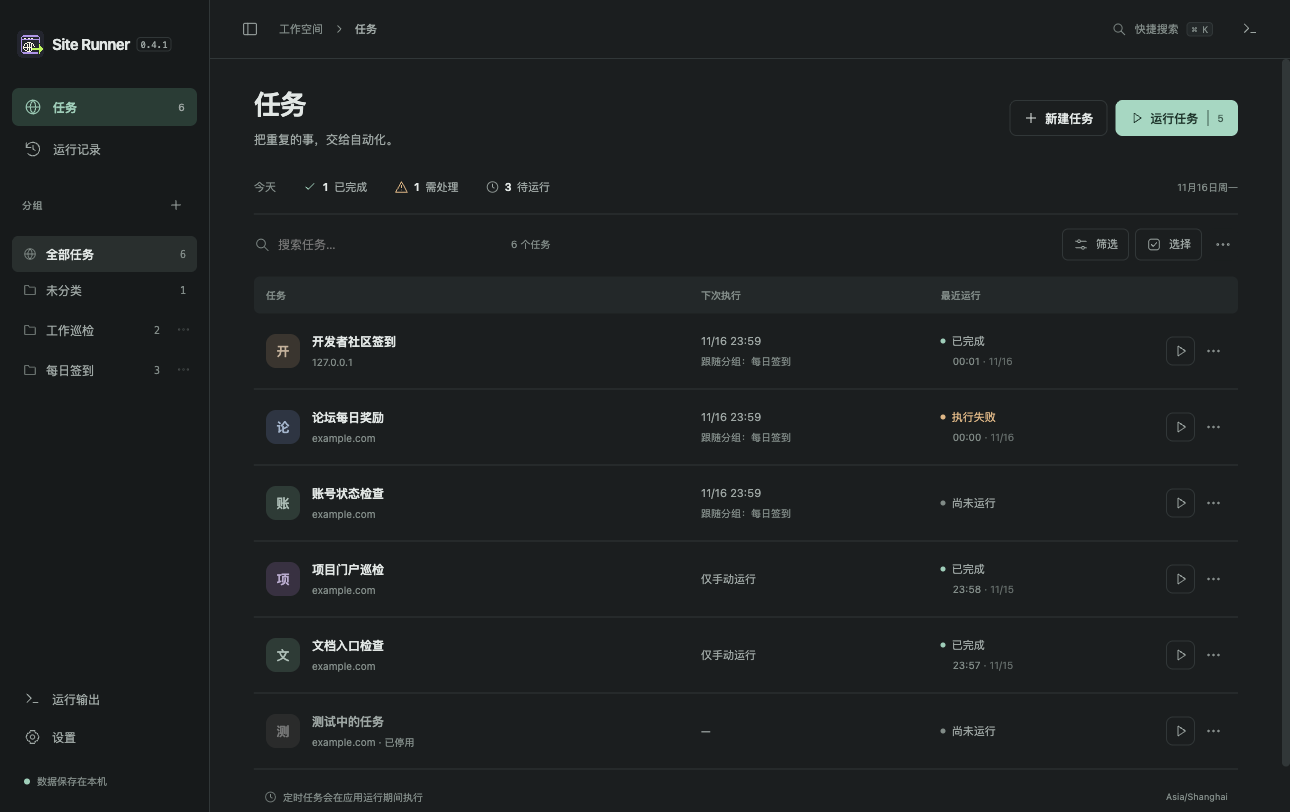 Site Runner 0.4.1
任务 6
运行记录
分组
全部任务 6
未分类 1
工作巡检 2
每日签到 3
运行输出
设置
数据保存在本机
工作空间 任务
快捷搜索 ⌘ K
任务
把重复的事，交给自动化。
新建任务
运行任务 5
今天 1 已完成 1 需处理 3 待运行
11月16日周一
搜索任务...
6 个任务
筛选
选择
任务 下次执行 最近运行
开 开发者社区签到
127.0.0.1
11/16 23:59
跟随分组：每日签到
已完成
00:01 · 11/16
论 论坛每日奖励
example.com
11/16 23:59
跟随分组：每日签到
执行失败
00:00 · 11/16
账 账号状态检查
example.com
11/16 23:59
跟随分组：每日签到
尚未运行
项 项目门户巡检
example.com
仅手动运行
已完成
23:58 · 11/15
文 文档入口检查
example.com
仅手动运行
已完成
23:57 · 11/15
测 测试中的任务
example.com · 已停用
—
尚未运行
定时任务会在应用运行期间执行
Asia/Shanghai